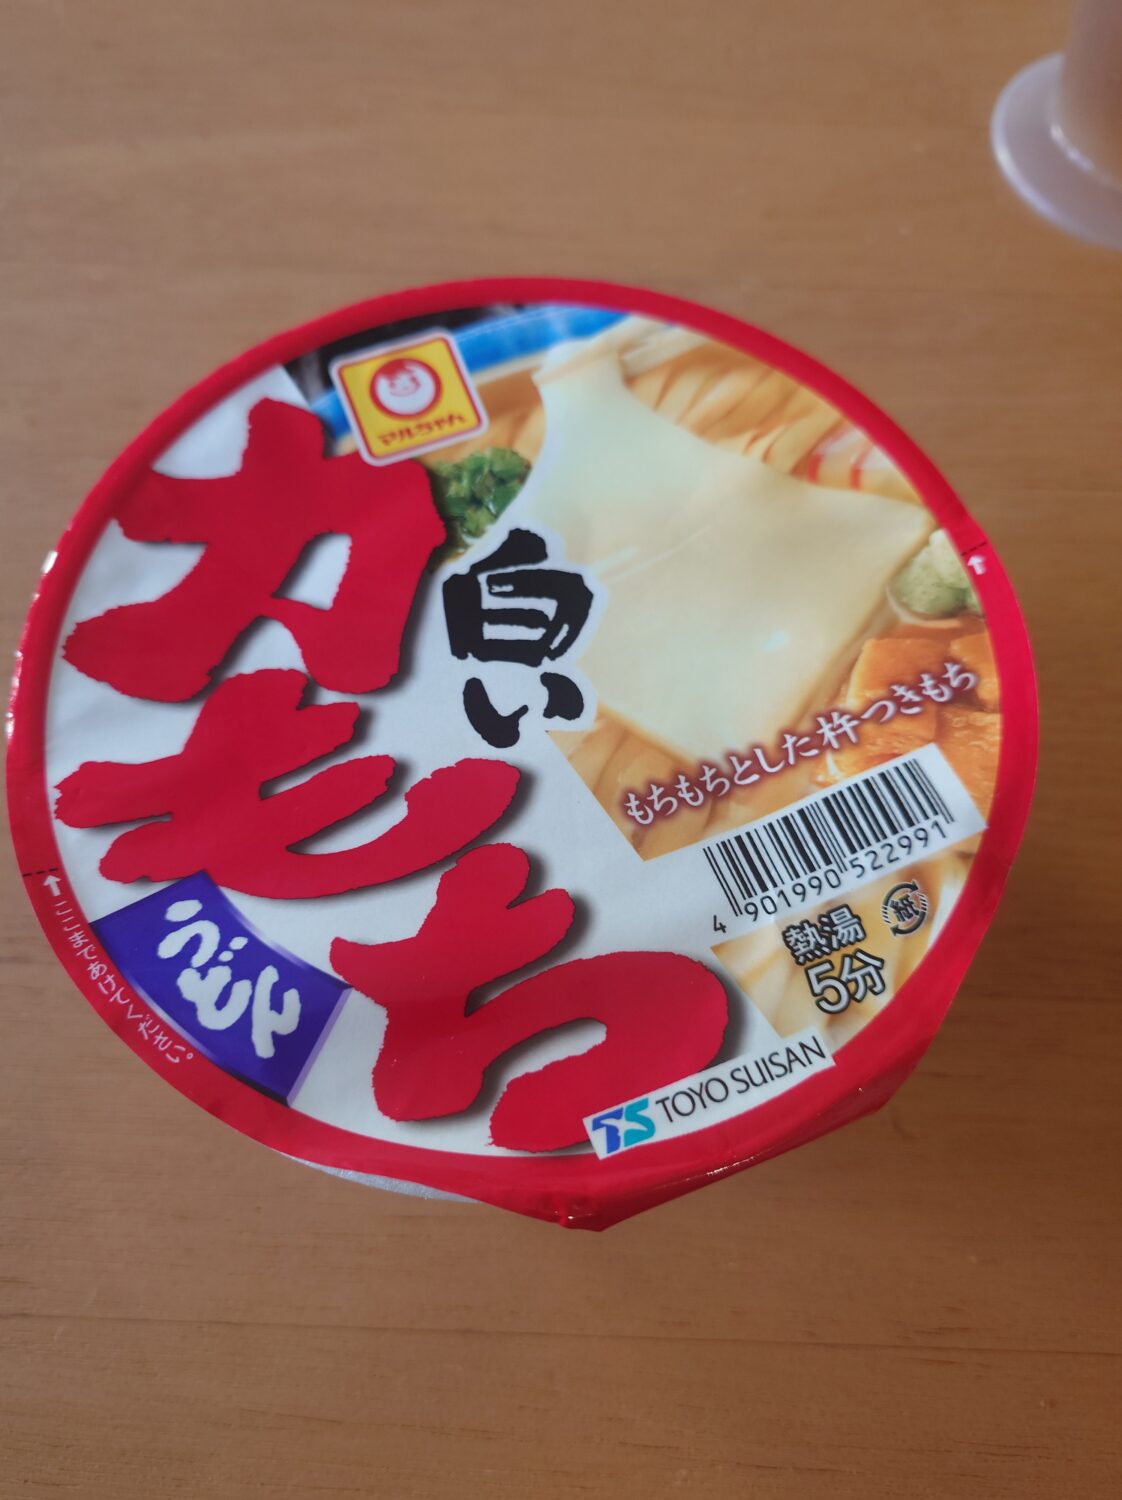 マルちゃん
白い
力もち
うどん
もちもちとした杵つきもち
4 901990 522991
熱湯
5分
紙
TS TOYO SUISAN
ここまであけてください。